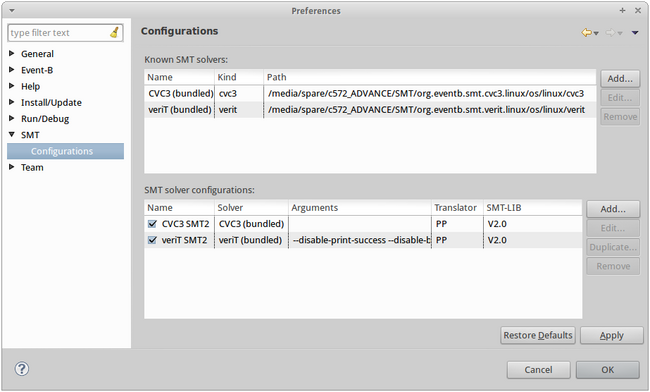 Preferences
type filter text
General
Event-B
Help
Install/Update
Run/Debug
SMT
Configurations
Team
Configurations
Known SMT solvers:
Name Kind Path
CVC3 (bundled) cvc3 /media/spare/c572_ADVANCE/SMT/org.eventb.smt.cvc3.linux/os/linux/cvc3
veriT (bundled) verit /media/spare/c572_ADVANCE/SMT/org.eventb.smt.verit.linux/os/linux/verit
Add...
Edit...
Remove
SMT solver configurations:
Name Solver Arguments Translator SMT-LIB
CVC3 SMT2 CVC3 (bundled) PP V2.0
veriT SMT2 veriT (bundled) --disable-print-success --disable-b PP V2.0
Add...
Edit...
Duplicate...
Remove
Restore Defaults Apply
? Cancel OK